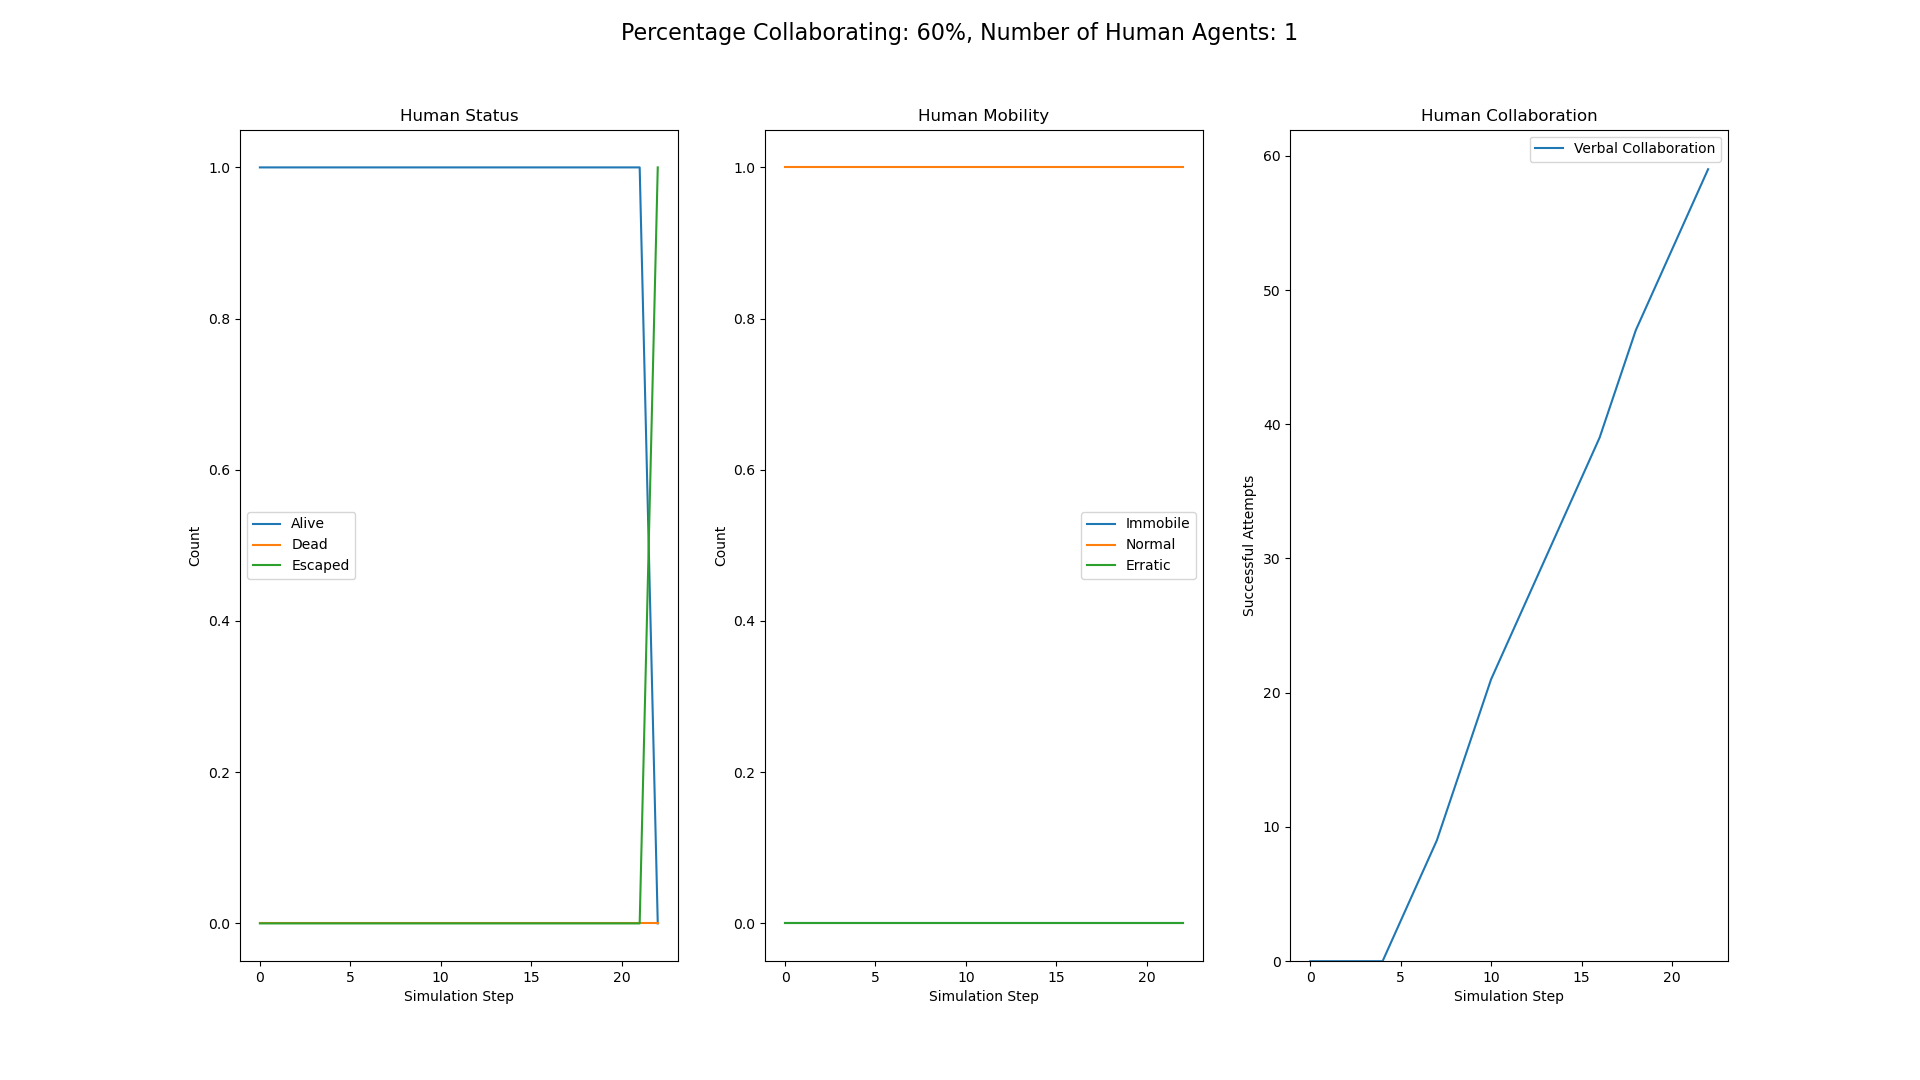 Percentage Collaborating: 60%, Number of Human Agents: 1
Human Status
1.0
0.8
0.6
0.4
0.2
0.0
Count
Alive
Dead
Escaped
0 5 10 15 20
Simulation Step
Human Mobility
1.0
0.8
0.6
0.4
0.2
0.0
Count
Immobile
Normal
Erratic
0 5 10 15 20
Simulation Step
Human Collaboration
Verbal Collaboration
60
50
40
30
20
10
0
Successful Attempts
0 5 10 15 20
Simulation Step